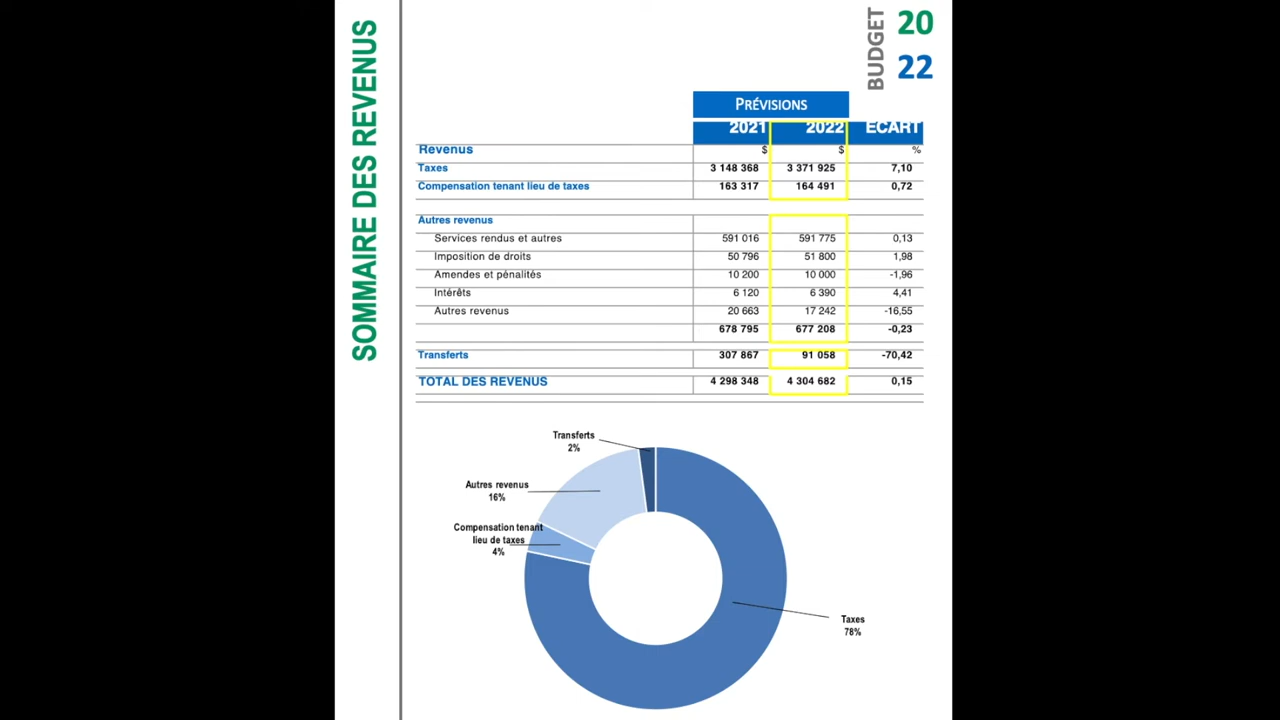 SOMMAIRE DES REVENUS
BUDGET 20 22
PRÉVISIONS
2021 2022 ÉCART
Revenus $ $ %
Taxes 3 148 368 3 371 925 7,10
Compensation tenant lieu de taxes 163 317 164 491 0,72
Autres revenus
Services rendus et autres 591 016 591 775 0,13
Imposition de droits 50 796 51 800 1,98
Amendes et pénalités 10 200 10 000 -1,96
Intérêts 6 120 6 390 4,41
Autres revenus 20 663 17 242 -16,55
678 795 677 208 -0,23
Transferts 307 867 91 058 -70,42
TOTAL DES REVENUS 4 298 348 4 304 682 0,15
Transferts
2%
Autres revenus
16%
Compensation tenant
lieu de taxes
4%
Taxes
78%